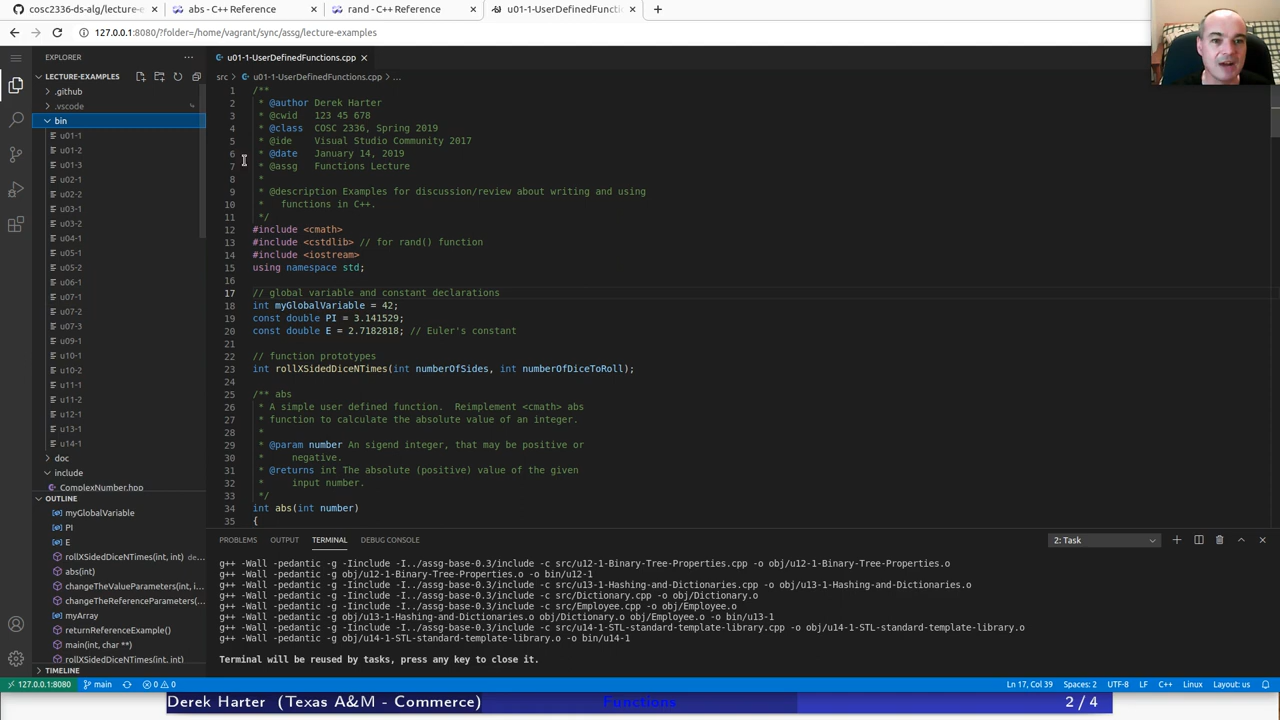 cosc2336-ds-alg/lecture-e
abs - C++ Reference
rand - C++ Reference
u01-1-UserDefinedFuncti
127.0.0.1:8080/?folder=/home/vagrant/sync/assg/lecture-examples
EXPLORER
LECTURE-EXAMPLES
.github
.vscode
bin
u01-1
u01-2
u01-3
u02-1
u02-2
u03-1
u03-2
u04-1
u05-1
u05-2
u06-1
u07-1
u07-2
u07-3
u09-1
u10-1
u10-2
u11-1
u11-2
u12-1
u13-1
u14-1
doc
include
ComplexNumber.hpp
OUTLINE
myGlobalVariable
PI
E
rollXSidedDiceNTimes(int, int) de...
abs(int)
changeTheValueParameters(int, int)
changeTheReferenceParameters(...
myArray
returnReferenceExample()
main(int, char **)
rollXSidedDiceNTimes(int, int)
TIMELINE
u01-1-UserDefinedFunctions.cpp
src > u01-1-UserDefinedFunctions.cpp > ...
1 /**
2 * @author Derek Harter
3 * @cwid 123 45 678
4 * @class COSC 2336, Spring 2019
5 * @ide Visual Studio Community 2017
6 * @date January 14, 2019
7 * @assg Functions Lecture
8 *
9 * @description Examples for discussion/review about writing and using
10 * functions in C++.
11 */
12 #include <cmath>
13 #include <cstdlib> // for rand() function
14 #include <iostream>
15 using namespace std;
16
17 // global variable and constant declarations
18 int myGlobalVariable = 42;
19 const double PI = 3.141529;
20 const double E = 2.7182818; // Euler's constant
21
22 // function prototypes
23 int rollXSidedDiceNTimes(int numberOfSides, int numberOfDiceToRoll);
24
25 /** abs
26 * A simple user defined function. Reimplement <cmath> abs
27 * function to calculate the absolute value of an integer.
28 *
29 * @param number An sigend integer, that may be positive or
30 * negative.
31 * @returns int The absolute (positive) value of the given
32 * input number.
33 */
34 int abs(int number)
35 {
PROBLEMS OUTPUT TERMINAL DEBUG CONSOLE
2: Task
g++ -Wall -pedantic -g -Iinclude -I../assg-base-0.3/include -c src/u12-1-Binary-Tree-Properties.cpp -o obj/u12-1-Binary-Tree-Properties.o
g++ -Wall -pedantic -g obj/u12-1-Binary-Tree-Properties.o -o bin/u12-1
g++ -Wall -pedantic -g -Iinclude -I../assg-base-0.3/include -c src/u13-1-Hashing-and-Dictionaries.cpp -o obj/u13-1-Hashing-and-Dictionaries.o
g++ -Wall -pedantic -g -Iinclude -I../assg-base-0.3/include -c src/Dictionary.cpp -o obj/Dictionary.o
g++ -Wall -pedantic -g -Iinclude -I../assg-base-0.3/include -c src/Employee.cpp -o obj/Employee.o
g++ -Wall -pedantic -g obj/u13-1-Hashing-and-Dictionaries.o obj/Dictionary.o obj/Employee.o -o bin/u13-1
g++ -Wall -pedantic -g -Iinclude -I../assg-base-0.3/include -c src/u14-1-STL-standard-template-library.cpp -o obj/u14-1-STL-standard-template-library.o
g++ -Wall -pedantic -g obj/u14-1-STL-standard-template-library.o -o bin/u14-1
Terminal will be reused by tasks, press any key to close it.
127.0.0.1:8080 main 0 0
Ln 17, Col 39 Spaces: 2 UTF-8 LF C++ Linux Layout: us
Derek Harter (Texas A&M - Commerce) Functions 2 / 4